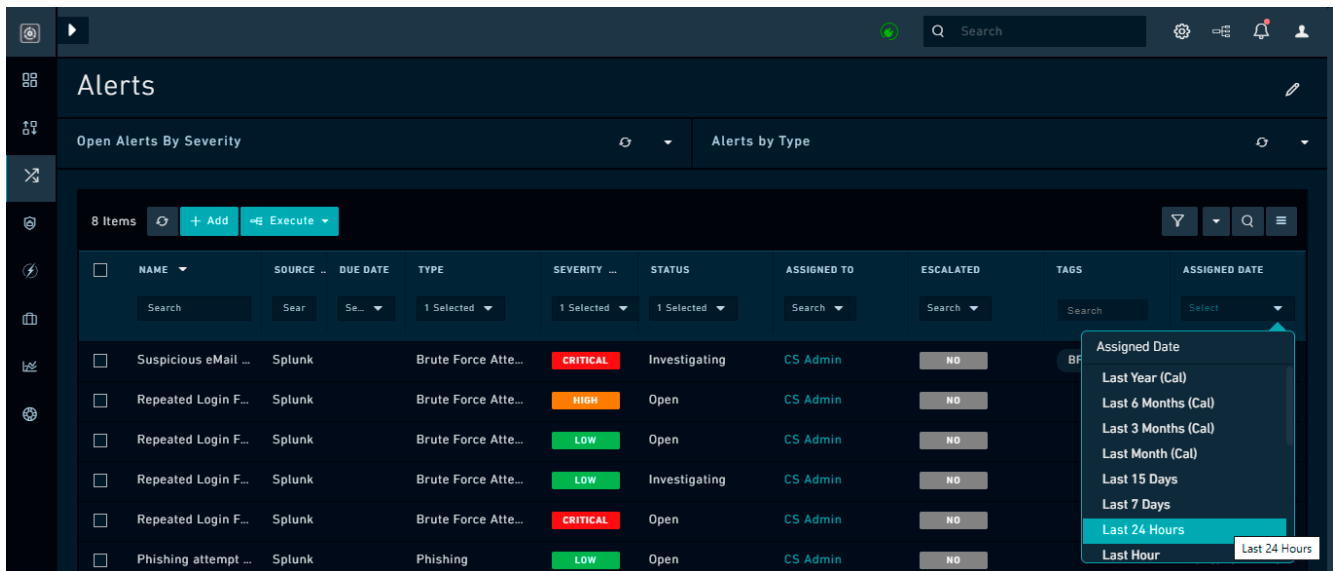 Search
Alerts
Open Alerts By Severity
Alerts by Type
8 Items + Add Execute
NAME SOURCE .. DUE DATE TYPE SEVERITY ... STATUS ASSIGNED TO ESCALATED TAGS ASSIGNED DATE
Search Sear Se... 1 Selected 1 Selected 1 Selected Search Search Search Select
Suspicious eMail ... Splunk Brute Force Atte... CRITICAL Investigating CS Admin NO BF
Repeated Login F... Splunk Brute Force Atte... HIGH Open CS Admin NO
Repeated Login F... Splunk Brute Force Atte... LOW Open CS Admin NO
Repeated Login F... Splunk Brute Force Atte... LOW Investigating CS Admin NO
Repeated Login F... Splunk Brute Force Atte... CRITICAL Open CS Admin NO
Phishing attempt ... Splunk Phishing LOW Open CS Admin NO
Assigned Date
Last Year (Cal)
Last 6 Months (Cal)
Last 3 Months (Cal)
Last Month (Cal)
Last 15 Days
Last 7 Days
Last 24 Hours
Last Hour
Last 24 Hours